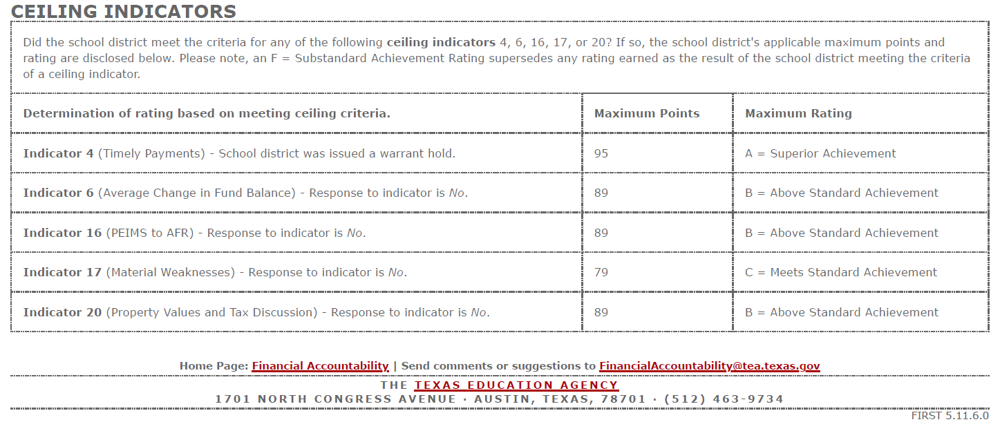 CEILING INDICATORS
Did the school district meet the criteria for any of the following ceiling indicators 4, 6, 16, 17, or 20? If so, the school district's applicable maximum points and
rating are disclosed below. Please note, an F = Substandard Achievement Rating supersedes any rating earned as the result of the school district meeting the criteria
of a ceiling indicator.
Determination of rating based on meeting ceiling criteria. Maximum Points Maximum Rating
Indicator 4 (Timely Payments) - School district was issued a warrant hold. 95 A = Superior Achievement
Indicator 6 (Average Change in Fund Balance) - Response to indicator is No. 89 B = Above Standard Achievement
Indicator 16 (PEIMS to AFR) - Response to indicator is No. 89 B = Above Standard Achievement
Indicator 17 (Material Weaknesses) - Response to indicator is No. 79 C = Meets Standard Achievement
Indicator 20 (Property Values and Tax Discussion) - Response to indicator is No. 89 B = Above Standard Achievement
Home Page: Financial Accountability | Send comments or suggestions to FinancialAccountability@tea.texas.gov
THE TEXAS EDUCATION AGENCY
1701 NORTH CONGRESS AVENUE · AUSTIN, TEXAS, 78701 · (512) 463-9734
FIRST 5.11.6.0